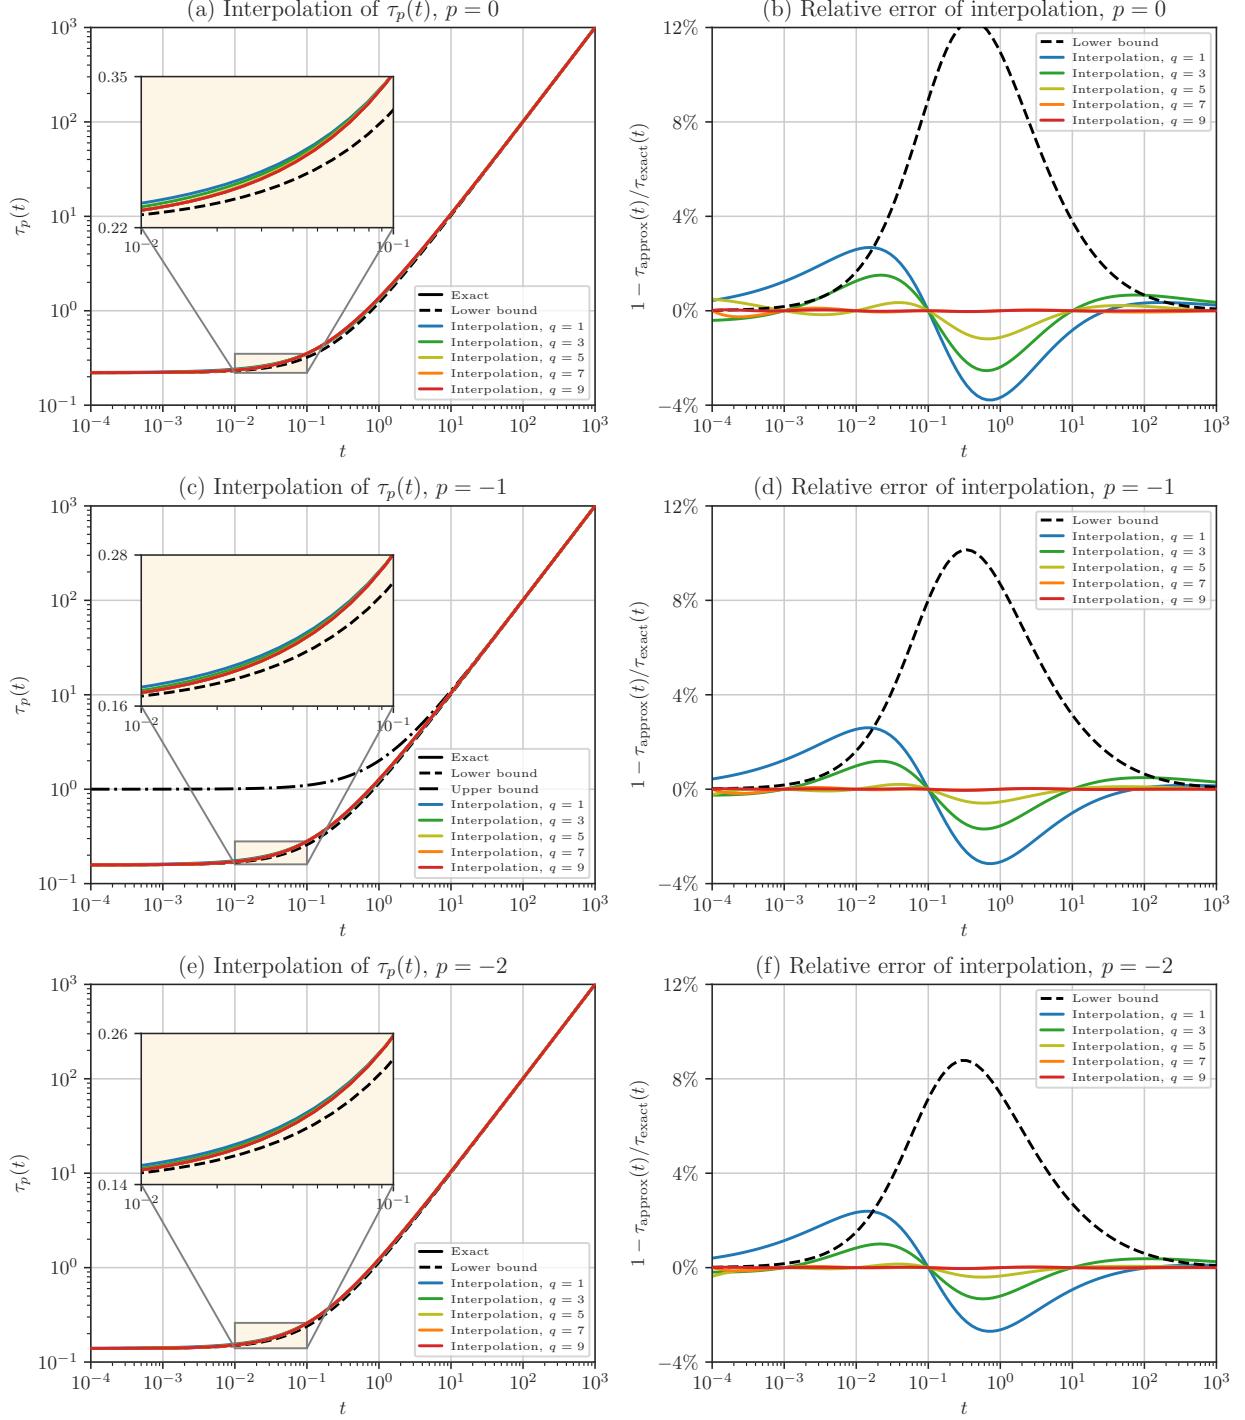 (a) Interpolation of τ_p(t), p = 0
10^3
10^2
10^1
10^0
10^−1
τ_p(t)
0.35
0.22
10^−2
10^−1
Exact
Lower bound
Interpolation, q = 1
Interpolation, q = 3
Interpolation, q = 5
Interpolation, q = 7
Interpolation, q = 9
10^−4 10^−3 10^−2 10^−1 10^0 10^1 10^2 10^3
t
(b) Relative error of interpolation, p = 0
12%
8%
4%
0%
−4%
1 − τ_approx(t)/τ_exact(t)
Lower bound
Interpolation, q = 1
Interpolation, q = 3
Interpolation, q = 5
Interpolation, q = 7
Interpolation, q = 9
10^−4 10^−3 10^−2 10^−1 10^0 10^1 10^2 10^3
t
(c) Interpolation of τ_p(t), p = −1
10^3
10^2
10^1
10^0
10^−1
τ_p(t)
0.28
0.16
10^−2
10^−1
Exact
Lower bound
Upper bound
Interpolation, q = 1
Interpolation, q = 3
Interpolation, q = 5
Interpolation, q = 7
Interpolation, q = 9
10^−4 10^−3 10^−2 10^−1 10^0 10^1 10^2 10^3
t
(d) Relative error of interpolation, p = −1
12%
8%
4%
0%
−4%
1 − τ_approx(t)/τ_exact(t)
Lower bound
Interpolation, q = 1
Interpolation, q = 3
Interpolation, q = 5
Interpolation, q = 7
Interpolation, q = 9
10^−4 10^−3 10^−2 10^−1 10^0 10^1 10^2 10^3
t
(e) Interpolation of τ_p(t), p = −2
10^3
10^2
10^1
10^0
10^−1
τ_p(t)
0.26
0.14
10^−2
10^−1
Exact
Lower bound
Interpolation, q = 1
Interpolation, q = 3
Interpolation, q = 5
Interpolation, q = 7
Interpolation, q = 9
10^−4 10^−3 10^−2 10^−1 10^0 10^1 10^2 10^3
t
(f) Relative error of interpolation, p = −2
12%
8%
4%
0%
−4%
1 − τ_approx(t)/τ_exact(t)
Lower bound
Interpolation, q = 1
Interpolation, q = 3
Interpolation, q = 5
Interpolation, q = 7
Interpolation, q = 9
10^−4 10^−3 10^−2 10^−1 10^0 10^1 10^2 10^3
t